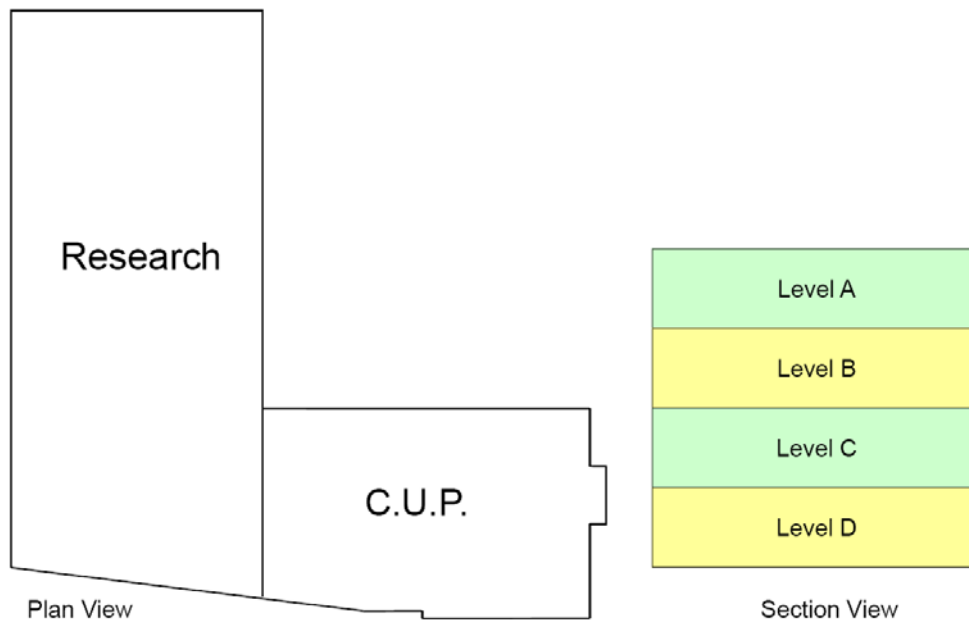 Research
C.U.P.
Plan View
Level A
Level B
Level C
Level D
Section View